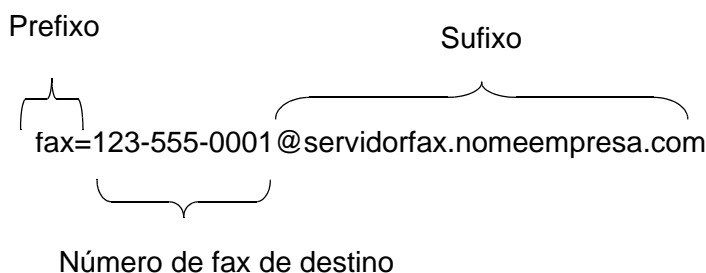 Prefixo
Sufixo
fax=123-555-0001@servidorfax.nomeempresa.com
Número de fax de destino